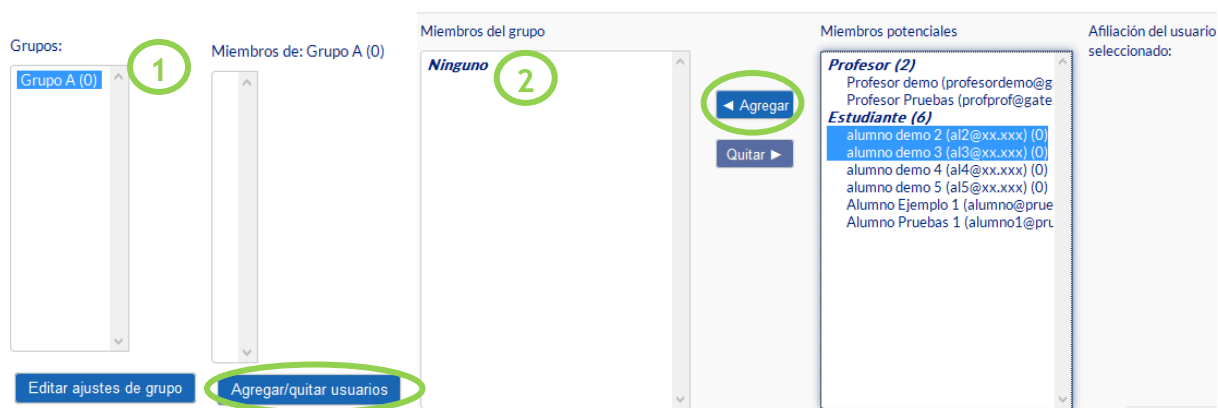 Grupos:
Grupo A (0)
1
Editar ajustes de grupo
Miembros de: Grupo A (0)
Agregar/quitar usuarios
Miembros del grupo
Ninguno
2
◄ Agregar
Quitar ►
Miembros potenciales
Profesor (2)
Profesor demo (profesordemo@g
Profesor Pruebas (profprof@gate
Estudiante (6)
alumno demo 2 (al2@xx.xxx) (0)
alumno demo 3 (al3@xx.xxx) (0)
alumno demo 4 (al4@xx.xxx) (0)
alumno demo 5 (al5@xx.xxx) (0)
Alumno Ejemplo 1 (alumno@prue
Alumno Pruebas 1 (alumno1@pru
Afiliación del usuario
seleccionado: